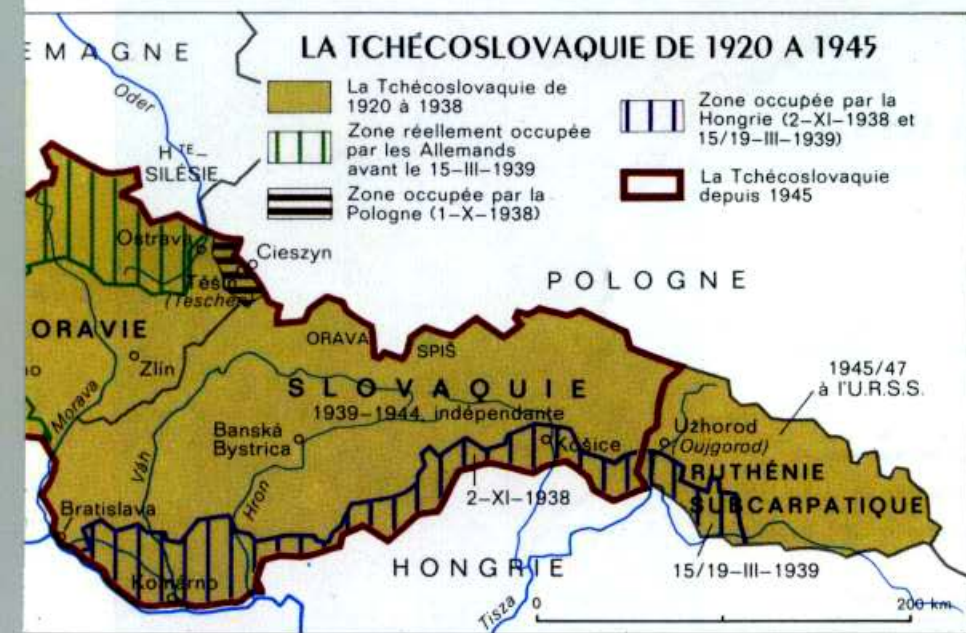 EMAGNE
LA TCHÉCOSLOVAQUIE DE 1920 A 1945
Oder
La Tchécoslovaquie de
1920 à 1938
Zone réellement occupée
par les Allemands
avant le 15-III-1939
Zone occupée par la
Pologne (1-X-1938)
Zone occupée par la
Hongrie (2-XI-1938 et
15/19-III-1939)
La Tchécoslovaquie
depuis 1945
HTE-
SILÉSIE
Ostrava
Cieszyn
Těšín
(Teschen)
POLOGNE
ORAVIE
Zlín
Morava
ORAVA
SPIŠ
SLOVAQUIE
1939-1944 indépendante
1945/47
à l'U.R.S.S.
Banská
Bystrica
Košice
Užhorod
(Oujgorod)
Váh
Hron
2-XI-1938
RUTHÉNIE
SUBCARPATIQUE
Bratislava
Komárno
HONGRIE
15/19-III-1939
Tisza
0
200 km